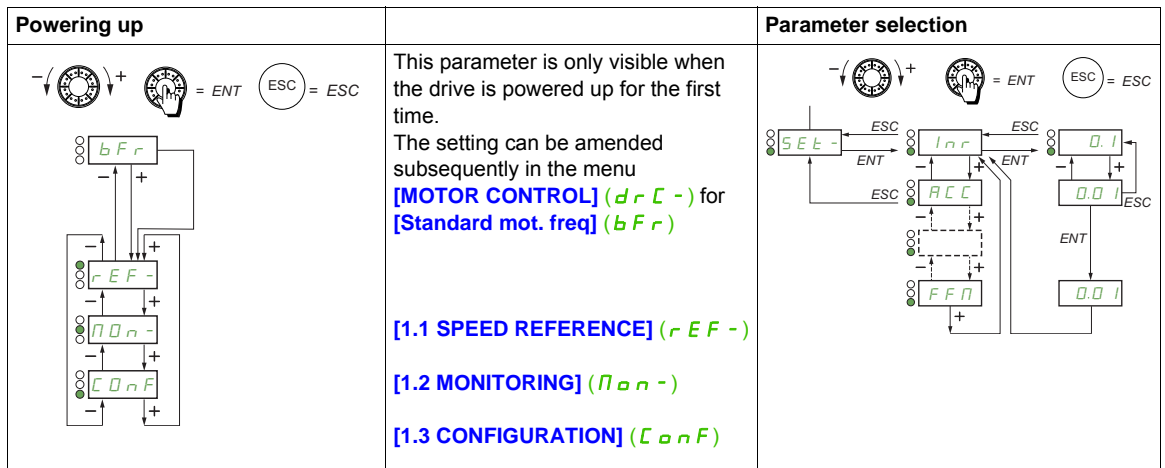 Powering up
- + = ENT ESC = ESC
bFr
- +
- +
rEF -
- +
MOn -
- +
COnF
- +
This parameter is only visible when
the drive is powered up for the first
time.
The setting can be amended
subsequently in the menu
[MOTOR CONTROL] (drC -) for
[Standard mot. freq] (bFr)
[1.1 SPEED REFERENCE] (rEF -)
[1.2 MONITORING] (Mon -)
[1.3 CONFIGURATION] (ConF)
Parameter selection
- + = ENT ESC = ESC
ESC ESC
SEt - Inr 0.1
ENT ENT
- + - +
ESC ACC 0.01 ESC
- +
ENT
- +
FFM 0.01
+